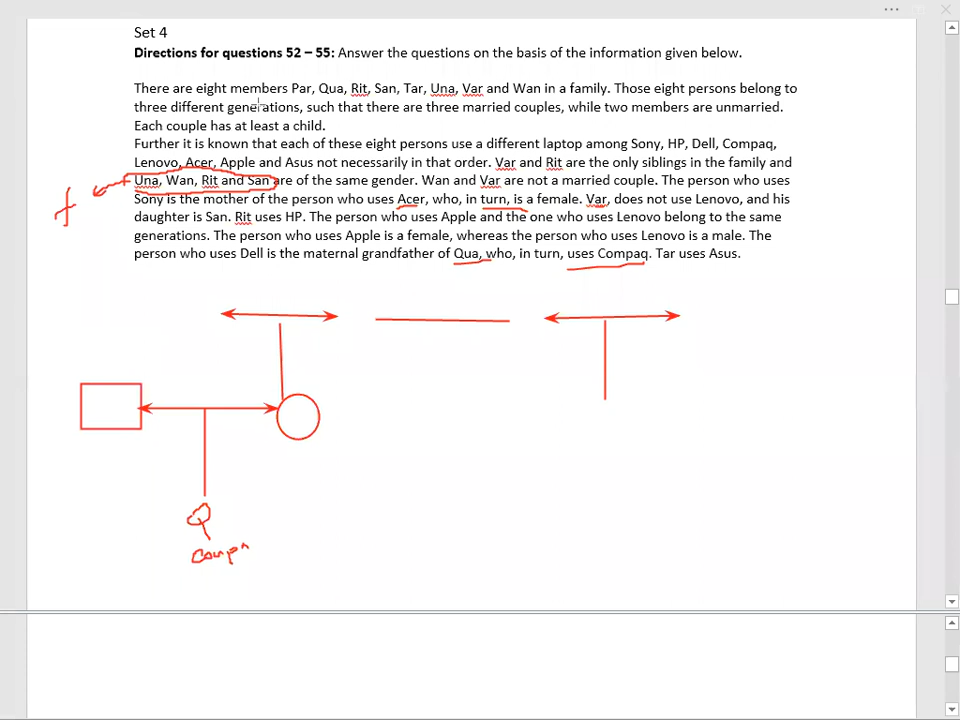 Set 4
Directions for questions 52 – 55: Answer the questions on the basis of the information given below.
There are eight members Par, Qua, Rit, San, Tar, Una, Var and Wan in a family. Those eight persons belong to
three different generations, such that there are three married couples, while two members are unmarried.
Each couple has at least a child.
Further it is known that each of these eight persons use a different laptop among Sony, HP, Dell, Compaq,
Lenovo, Acer, Apple and Asus not necessarily in that order. Var and Rit are the only siblings in the family and
Una, Wan, Rit and San are of the same gender. Wan and Var are not a married couple. The person who uses
Sony is the mother of the person who uses Acer, who, in turn, is a female. Var, does not use Lenovo, and his
f
daughter is San. Rit uses HP. The person who uses Apple and the one who uses Lenovo belong to the same
generations. The person who uses Apple is a female, whereas the person who uses Lenovo is a male. The
person who uses Dell is the maternal grandfather of Qua, who, in turn, uses Compaq. Tar uses Asus.
Q